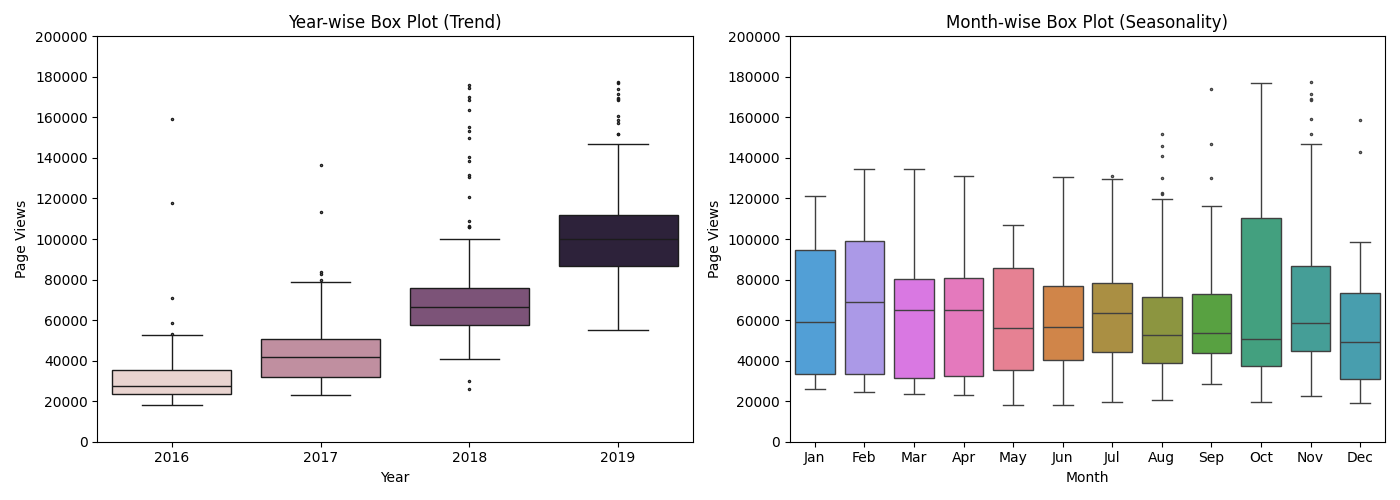 Year-wise Box Plot (Trend)
200000
180000
160000
140000
120000
100000
80000
60000
40000
20000
0
Page Views
2016 2017 2018 2019
Year
Month-wise Box Plot (Seasonality)
200000
180000
160000
140000
120000
100000
80000
60000
40000
20000
0
Page Views
Jan Feb Mar Apr May Jun Jul Aug Sep Oct Nov Dec
Month